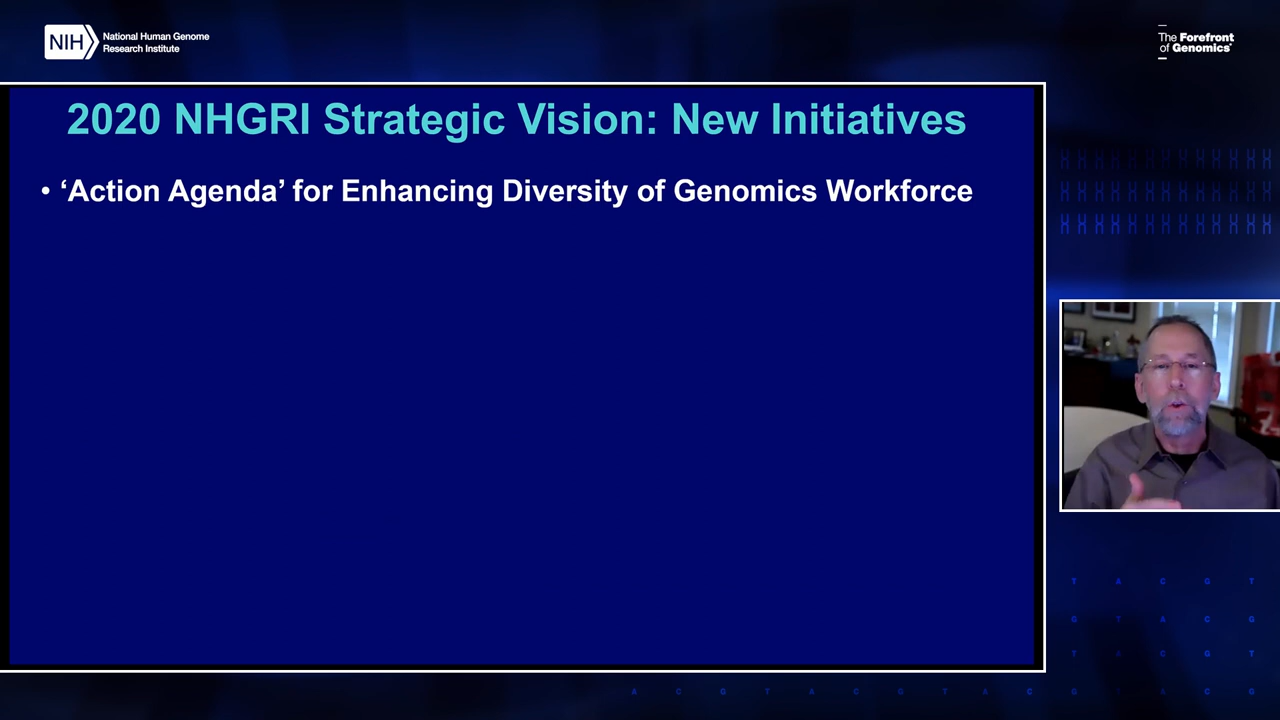 NIH National Human Genome
Research Institute
The Forefront
of Genomics®
2020 NHGRI Strategic Vision: New Initiatives
• ‘Action Agenda’ for Enhancing Diversity of Genomics Workforce
T A C G T
G T A C G
T A C G T
A C G T A C G T A C G T A C G